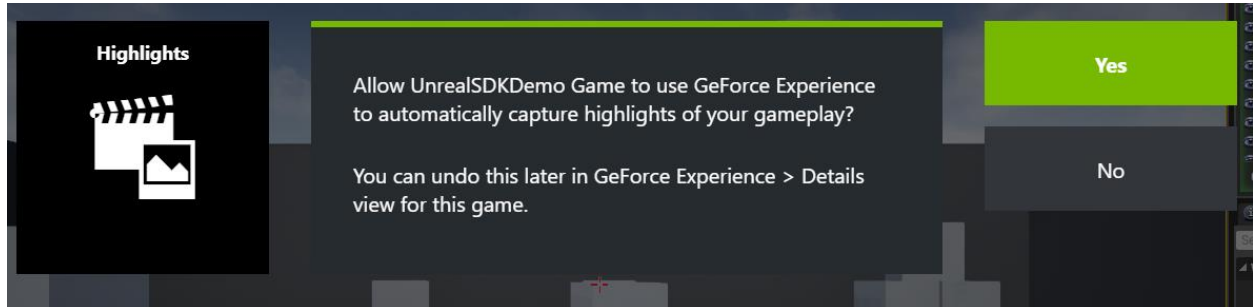 Highlights
Allow UnrealSDKDemo Game to use GeForce Experience
to automatically capture highlights of your gameplay?
You can undo this later in GeForce Experience > Details
view for this game.
Yes
No